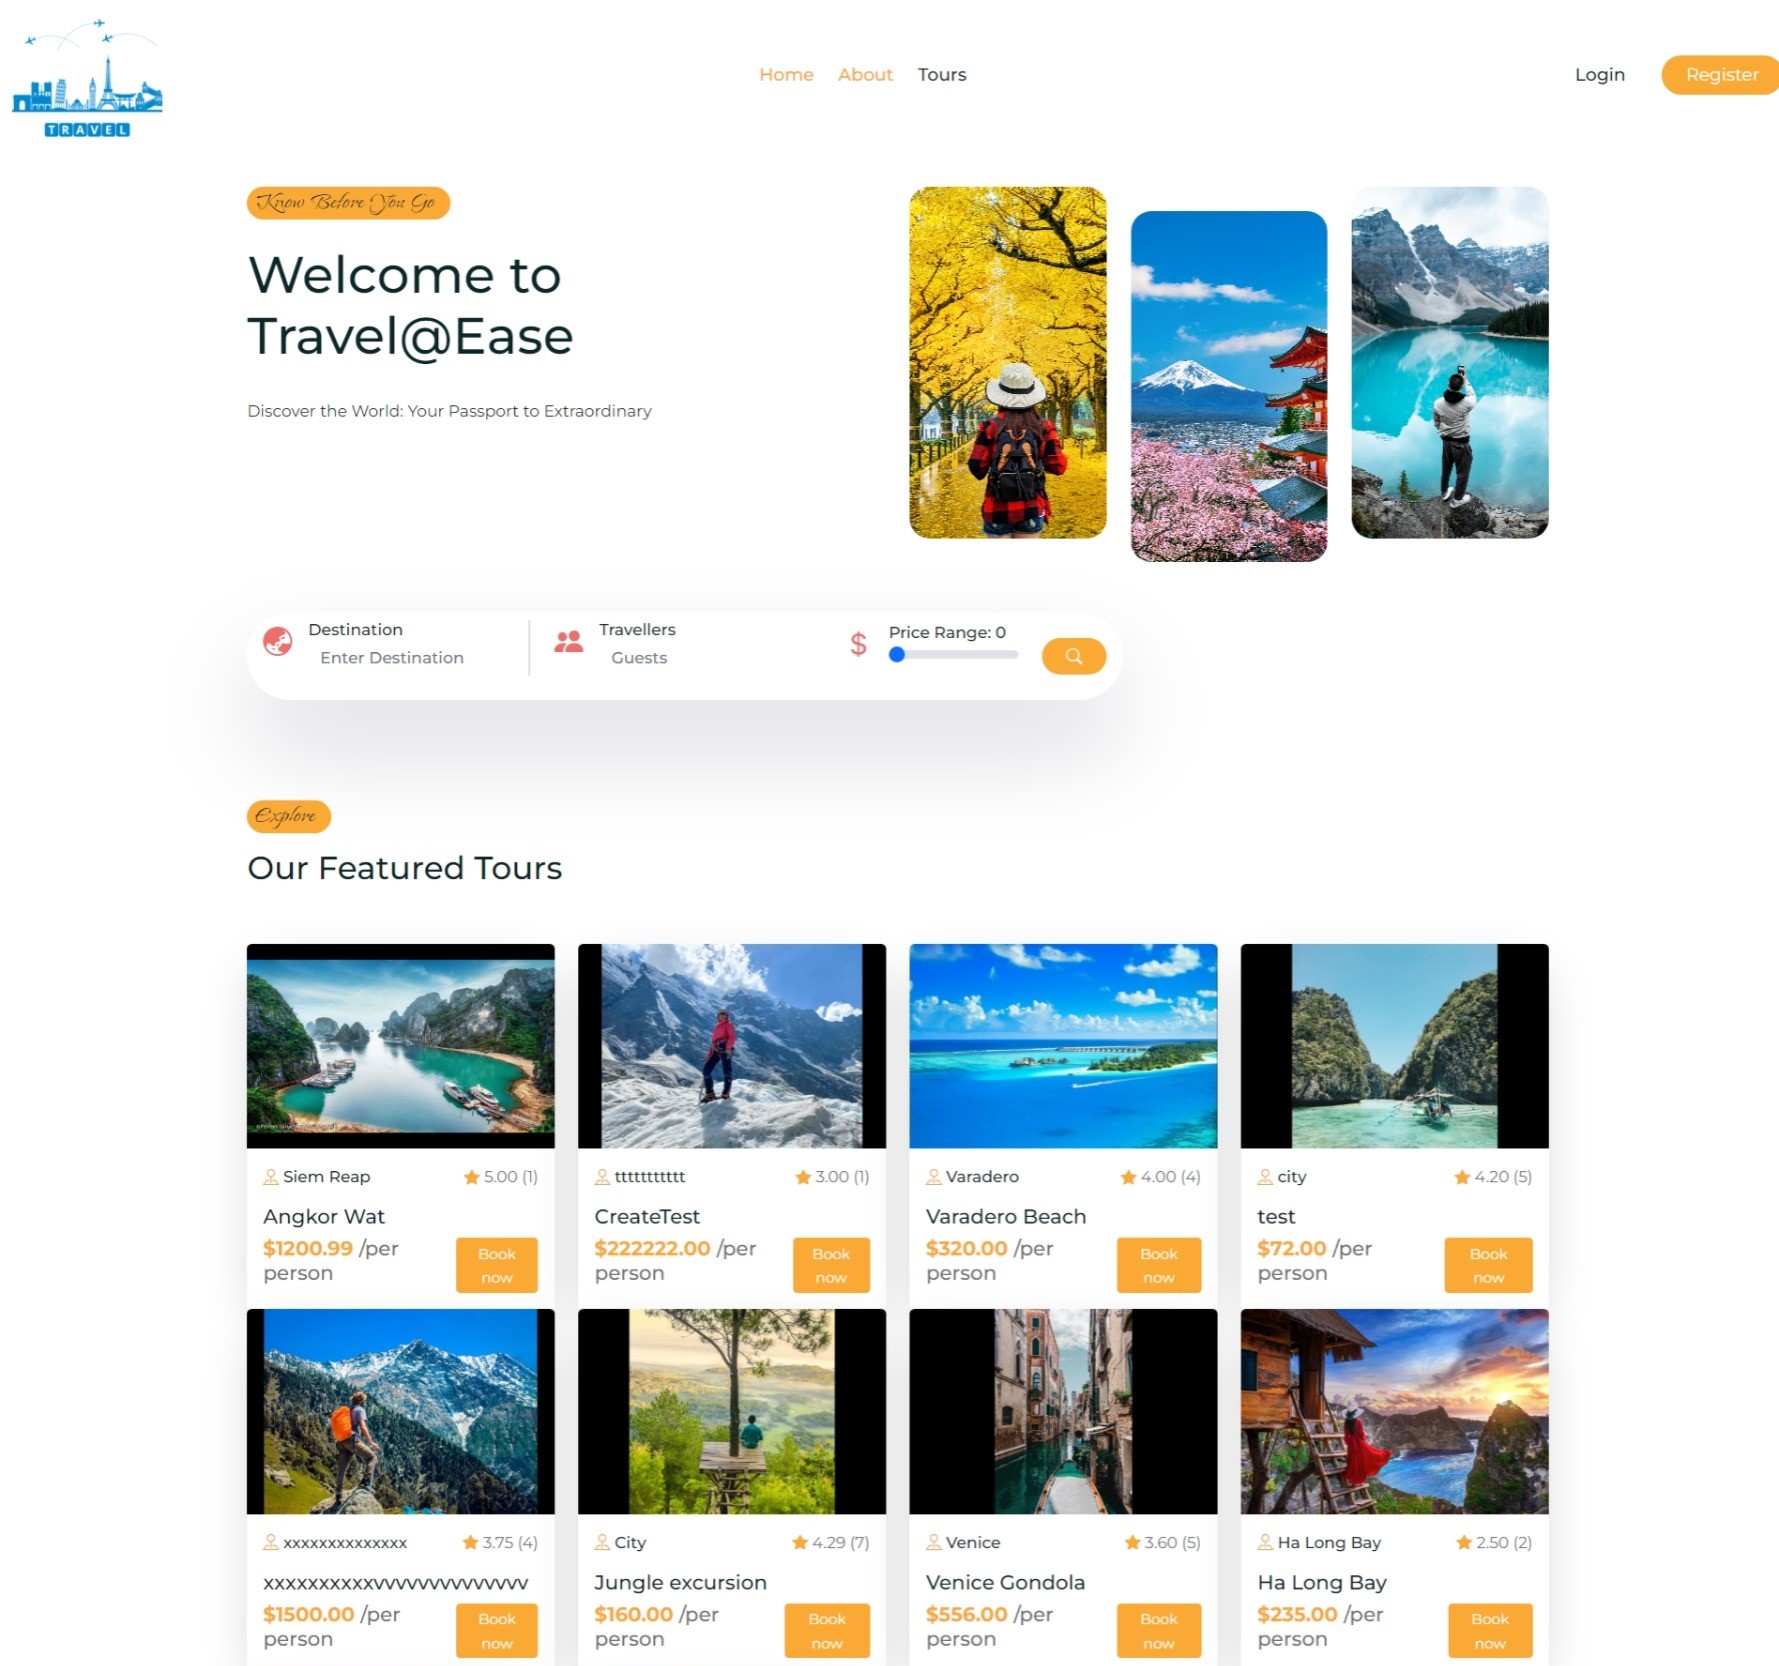 TRAVEL
Home About Tours
Login Register
Know Before You Go
Welcome to
Travel@Ease
Discover the World: Your Passport to Extraordinary
Destination
Enter Destination
Travellers
Guests
$
Price Range: 0
Explore
Our Featured Tours
Siem Reap 5.00 (1)
Angkor Wat
$1200.99 /per
person
Book
now
ttttttttttt 3.00 (1)
CreateTest
$222222.00 /per
person
Book
now
Varadero 4.00 (4)
Varadero Beach
$320.00 /per
person
Book
now
city 4.20 (5)
test
$72.00 /per
person
Book
now
xxxxxxxxxxxxxx 3.75 (4)
xxxxxxxxxxvvvvvvvvvvvvvv
$1500.00 /per
person
Book
now
City 4.29 (7)
Jungle excursion
$160.00 /per
person
Book
now
Venice 3.60 (5)
Venice Gondola
$556.00 /per
person
Book
now
Ha Long Bay 2.50 (2)
Ha Long Bay
$235.00 /per
person
Book
now